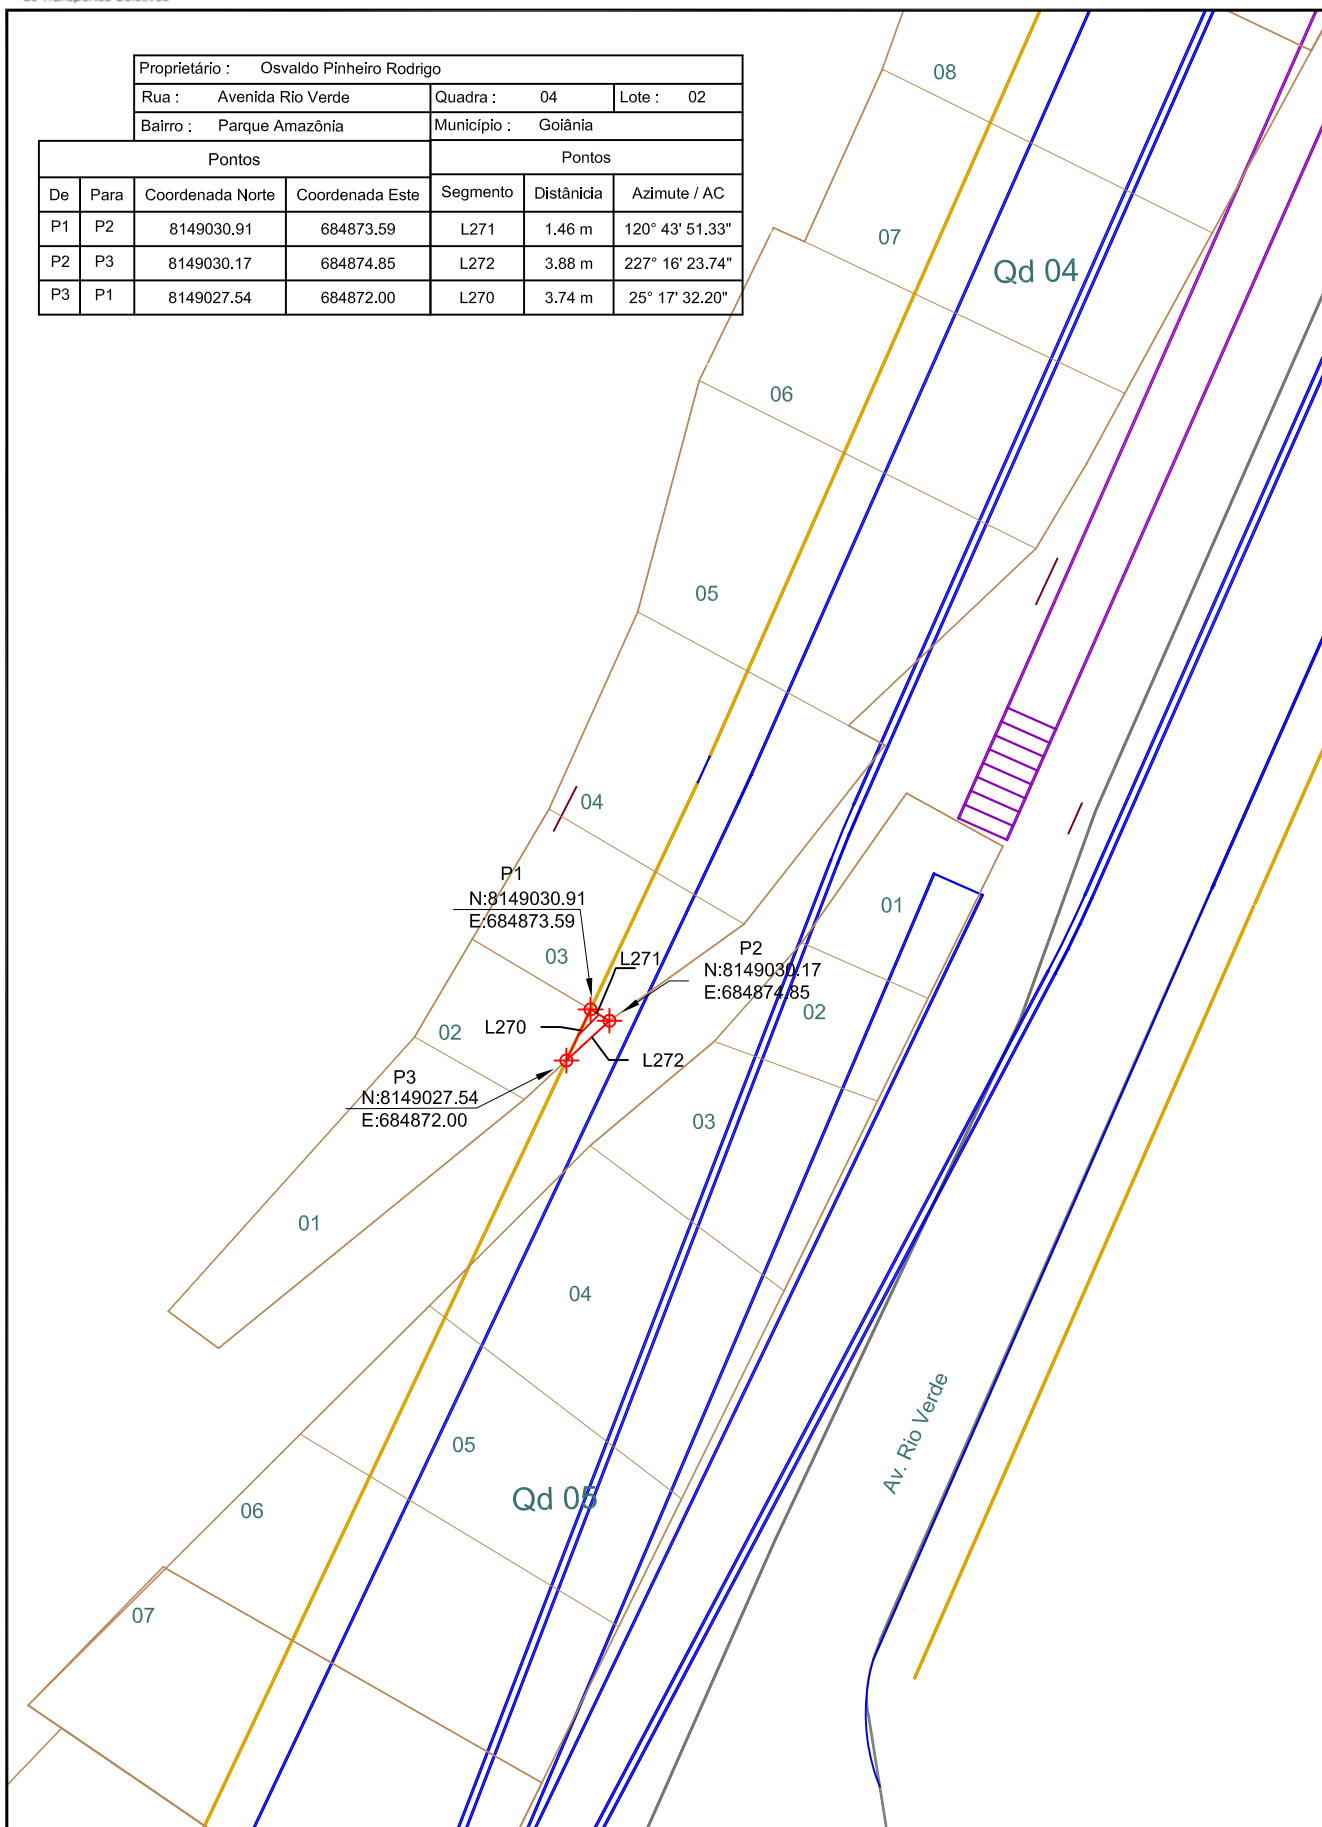 Proprietário : Osvaldo Pinheiro Rodrigo
Rua : Avenida Rio Verde Quadra : 04 Lote : 02
Bairro : Parque Amazônia Município : Goiânia
Pontos Pontos
De Para Coordenada Norte Coordenada Este Segmento Distânicia Azimute / AC
P1 P2 8149030.91 684873.59 L271 1.46 m 120° 43' 51.33"
P2 P3 8149030.17 684874.85 L272 3.88 m 227° 16' 23.74"
P3 P1 8149027.54 684872.00 L270 3.74 m 25° 17' 32.20"
08
07
Qd 04
06
05
04
P1
N:8149030.91
E:684873.59
01
03
L271
P2
N:8149030.17
E:684874.85
02
02
L270
L272
P3
N:8149027.54
E:684872.00
03
01
04
Av. Rio Verde
05
Qd 05
06
07